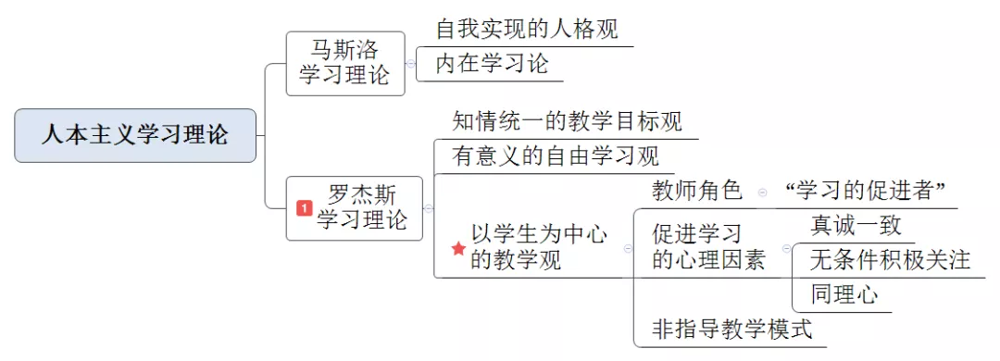 人本主义学习理论
马斯洛
学习理论
自我实现的人格观
内在学习论
1
罗杰斯
学习理论
知情统一的教学目标观
有意义的自由学习观
以学生为中心
的教学观
教师角色
“学习的促进者”
促进学习
的心理因素
真诚一致
无条件积极关注
同理心
非指导教学模式